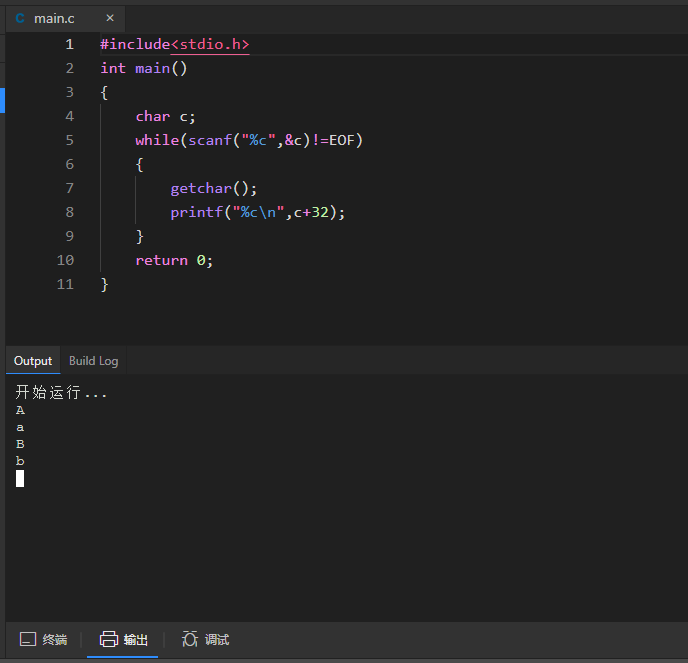 C main.c ×
1 #include<stdio.h>
2 int main()
3 {
4 char c;
5 while(scanf("%c",&c)!=EOF)
6 {
7 getchar();
8 printf("%c\n",c+32);
9 }
10 return 0;
11 }
Output Build Log
开始运行...
A
a
B
b
终端 输出 调试